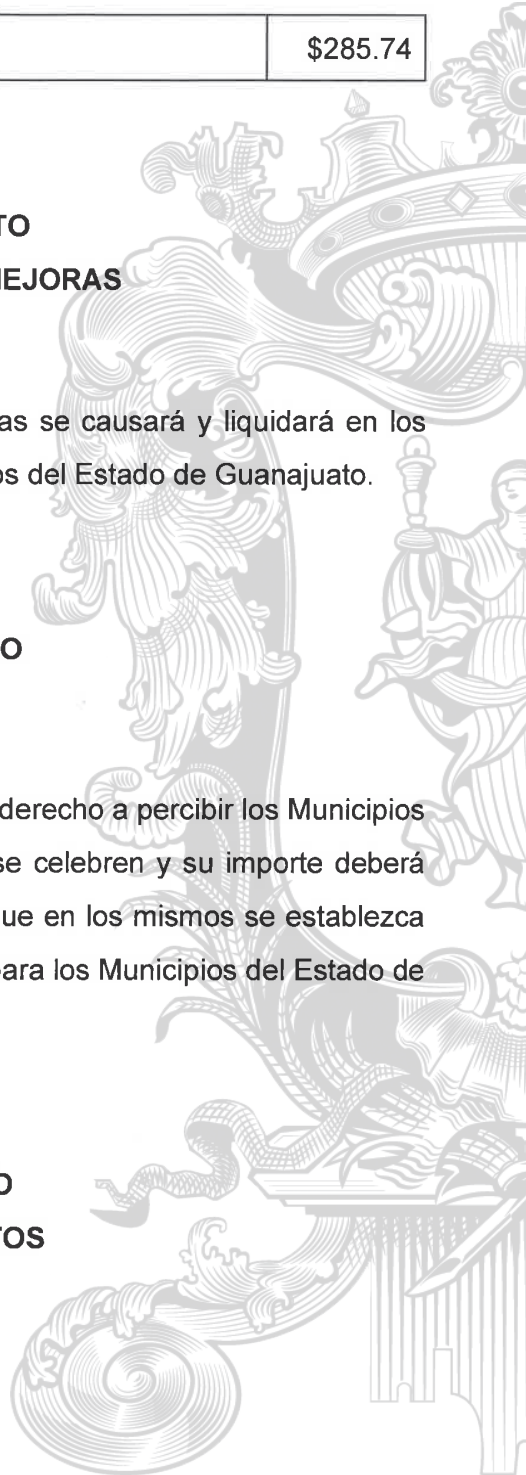 $285.74
TO
MEJORAS
as se causará y liquidará en los
os del Estado de Guanajuato.
O
derecho a percibir los Municipios
se celebren y su importe deberá
que en los mismos se establezca
para los Municipios del Estado de
O
TOS